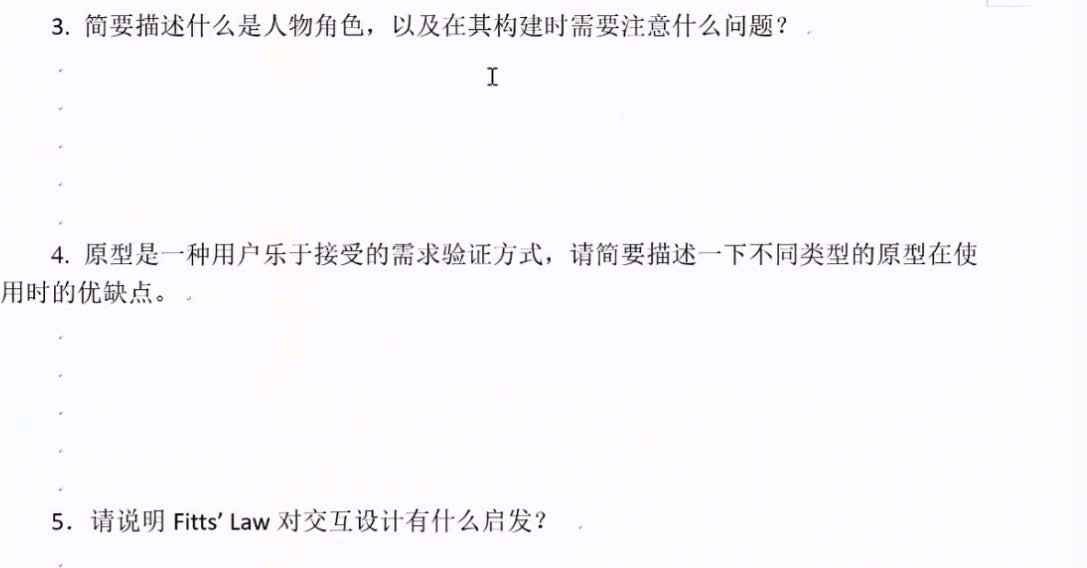 3. 简要描述什么是人物角色，以及在其构建时需要注意什么问题？
4. 原型是一种用户乐于接受的需求验证方式，请简要描述一下不同类型的原型在使
用时的优缺点。
5. 请说明 Fitts’ Law 对交互设计有什么启发？